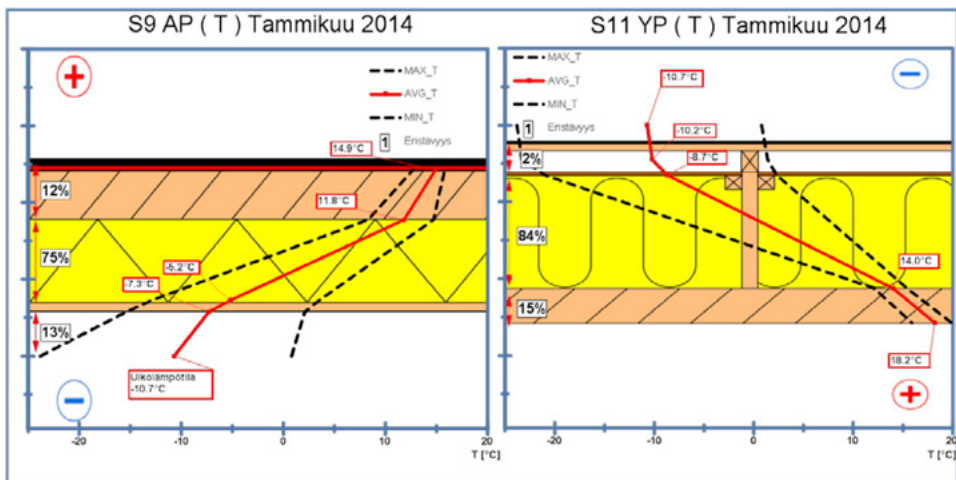 S9 AP ( T ) Tammikuu 2014
MAX_T
AVG_T
MIN_T
1 Eristävyys
14.9°C
12%
11.8°C
75%
-5.2°C
-7.3°C
13%
Ulkolämpötila
-10.7°C
-20 -10 0 10 20
T [°C]
S11 YP ( T ) Tammikuu 2014
MAX_T
AVG_T
MIN_T
1 Eristävyys
-10.7°C
-10.2°C
-8.7°C
2%
84%
14.0°C
15%
18.2°C
-20 -10 0 10 20
T [°C]